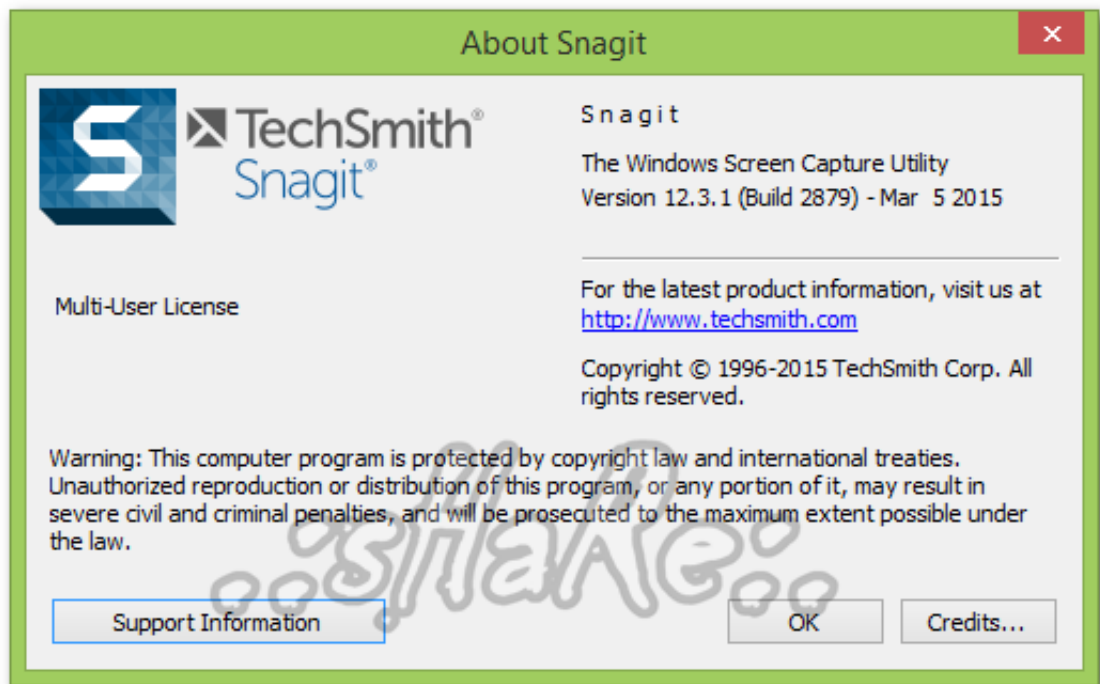 About Snagit
TechSmith®
Snagit®
Snagit
The Windows Screen Capture Utility
Version 12.3.1 (Build 2879) - Mar  5 2015
Multi-User License
For the latest product information, visit us at
http://www.techsmith.com
Copyright © 1996-2015 TechSmith Corp. All
rights reserved.
Warning: This computer program is protected by copyright law and international treaties.
Unauthorized reproduction or distribution of this program, or any portion of it, may result in
severe civil and criminal penalties, and will be prosecuted to the maximum extent possible under
the law.
..::sHaRe::..
Support Information
OK
Credits...